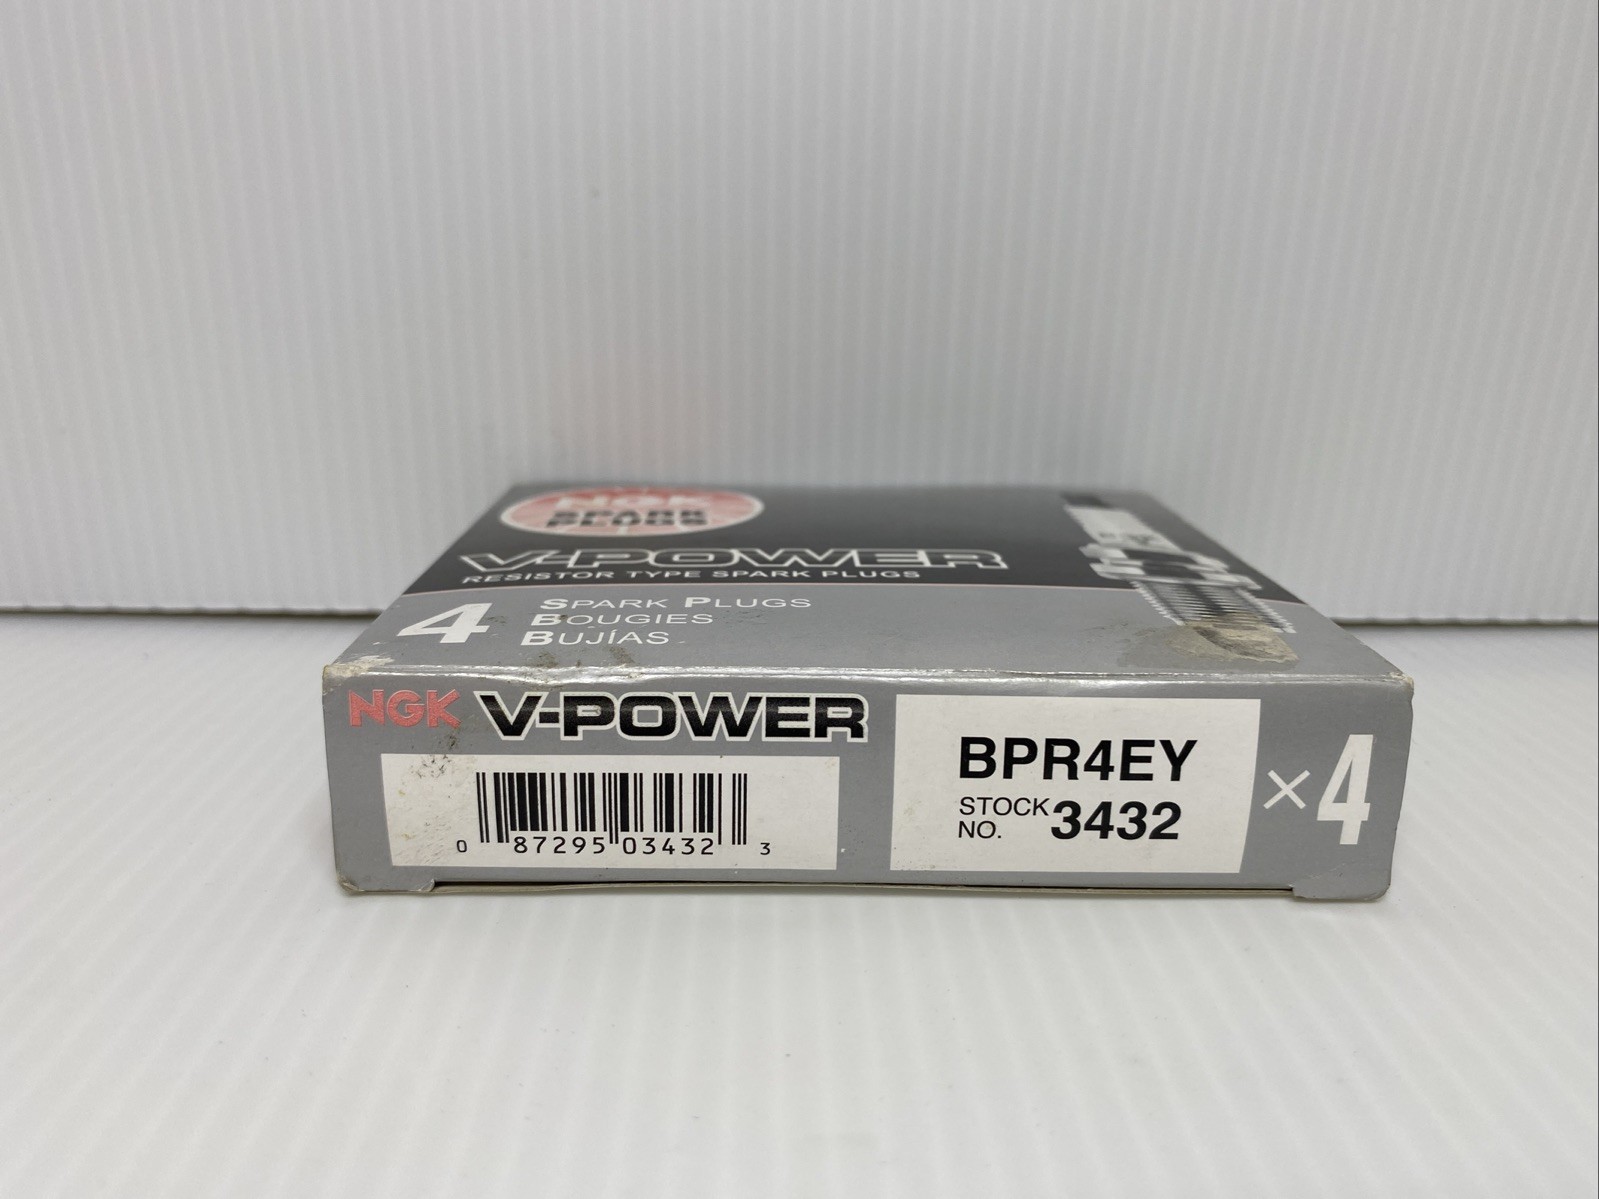 NGK
SPARK
PLUGS
V-POWER
RESISTOR TYPE SPARK PLUGS
4 SPARK PLUGS
BOUGIES
BUJÍAS
NGK V-POWER
BPR4EY
STOCK NO. 3432
×4
0 87295 03432 3